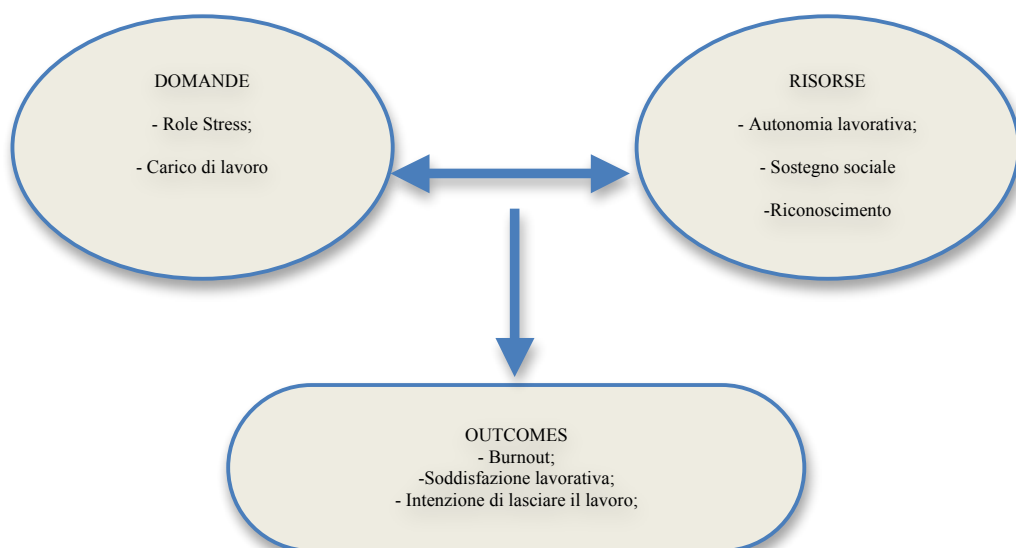 DOMANDE
- Role Stress;
- Carico di lavoro
RISORSE
- Autonomia lavorativa;
- Sostegno sociale
-Riconoscimento
OUTCOMES
- Burnout;
-Soddisfazione lavorativa;
- Intenzione di lasciare il lavoro;